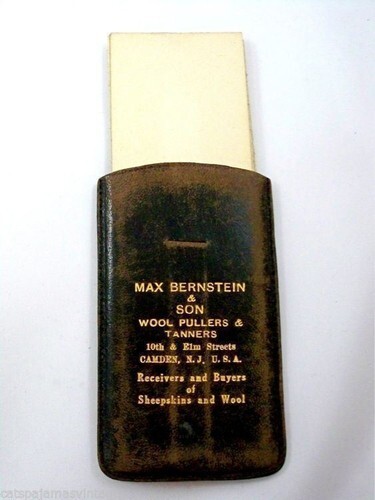 MAX BERNSTEIN
&
SON
WOOL PULLERS &
TANNERS
10th & Elm Streets
CAMDEN, N. J. U. S. A.
Receivers and Buyers
of
Sheepskins and Wool
catspajamasvintage